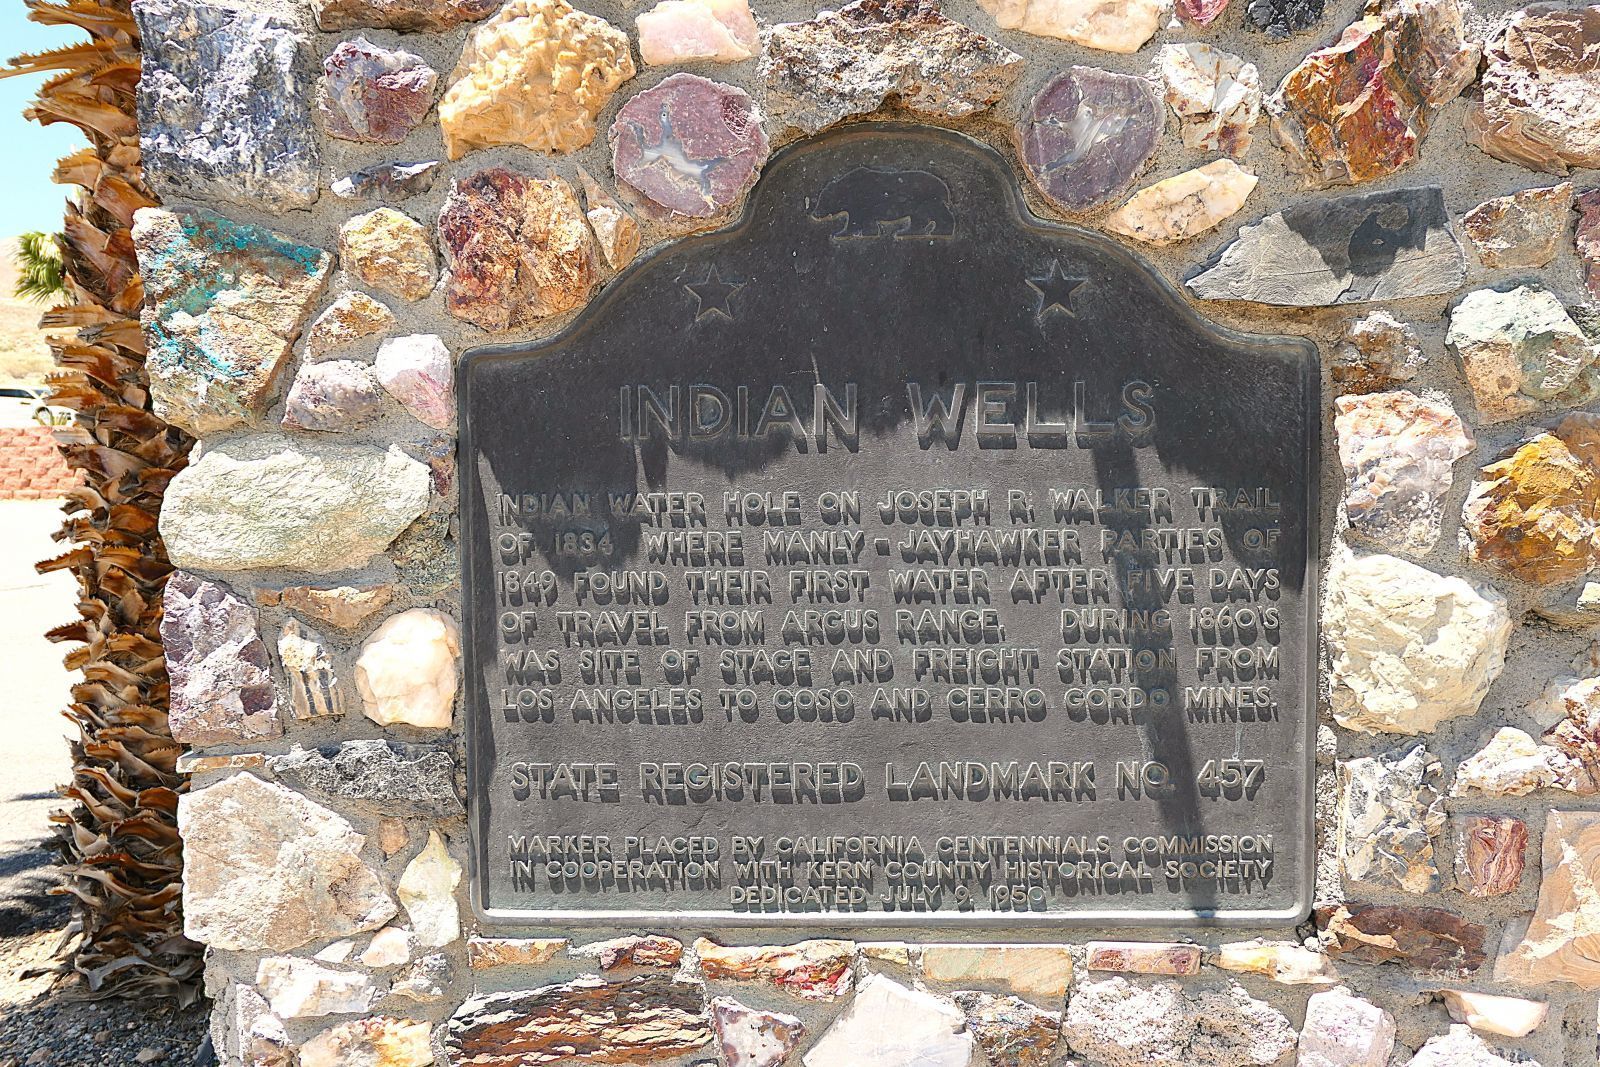 INDIAN WELLS
INDIAN WATER HOLE ON JOSEPH R. WALKER TRAIL
OF 1834 WHERE MANLY - JAYHAWKER PARTIES OF
1849 FOUND THEIR FIRST WATER AFTER FIVE DAYS
OF TRAVEL FROM ARGUS RANGE. DURING 1860'S
WAS SITE OF STAGE AND FREIGHT STATION FROM
LOS ANGELES TO COSO AND CERRO GORDO MINES.
STATE REGISTERED LANDMARK NO. 457
MARKER PLACED BY CALIFORNIA CENTENNIALS COMMISSION
IN COOPERATION WITH KERN COUNTY HISTORICAL SOCIETY
DEDICATED JULY 9, 1950